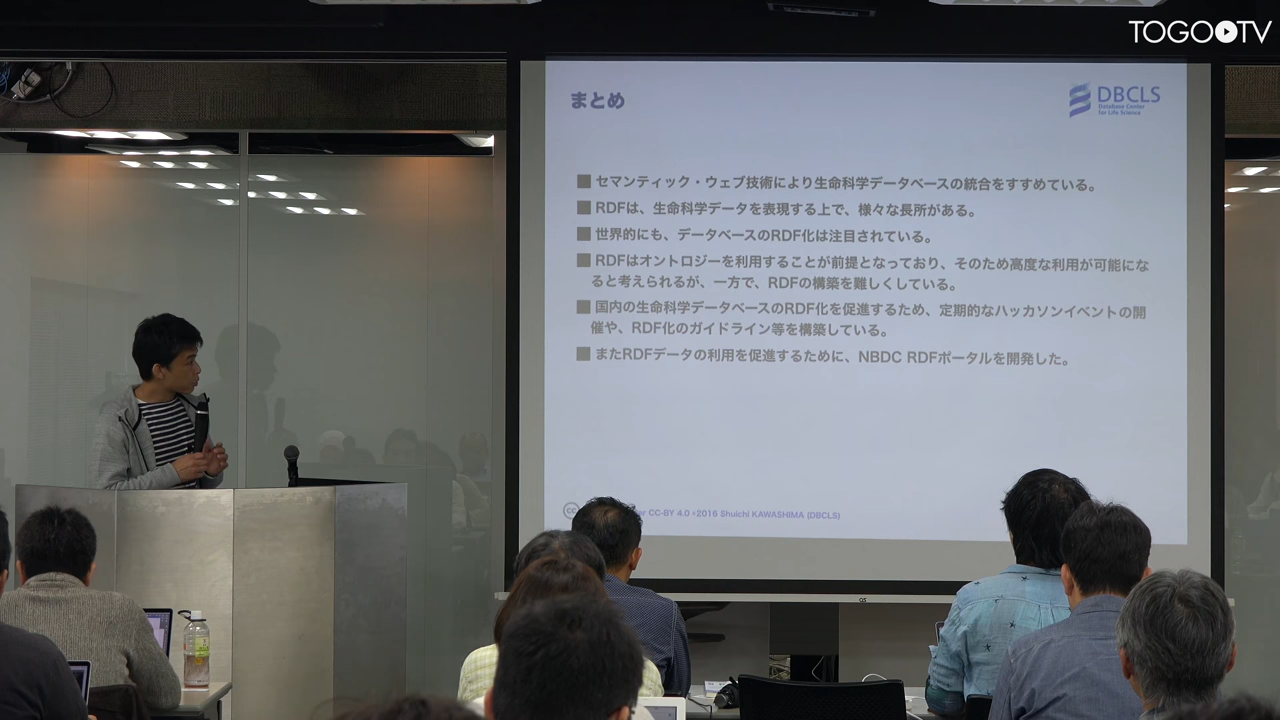 TOGO TV
まとめ
DBCLS
Database Center
for Life Science
■ セマンティック・ウェブ技術により生命科学データベースの統合をすすめている。
■ RDFは、生命科学データを表現する上で、様々な長所がある。
■ 世界的にも、データベースのRDF化は注目されている。
■ RDFはオントロジーを利用することが前提となっており、そのため高度な利用が可能にな
ると考えられるが、一方で、RDFの構築を難しくしている。
■ 国内の生命科学データベースのRDF化を促進するため、定期的なハッカソンイベントの開
催や、RDF化のガイドライン等を構築している。
■ またRDFデータの利用を促進するために、NBDC RDFポータルを開発した。
CC-BY 4.0 ©2016 Shuichi KAWASHIMA (DBCLS)